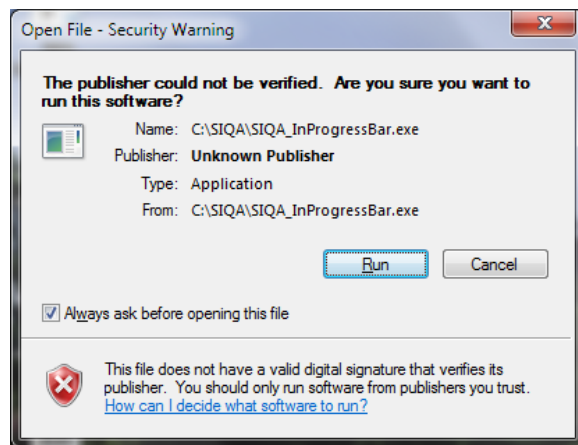 Open File - Security Warning
The publisher could not be verified.  Are you sure you want to
run this software?
Name: C:\SIQA\SIQA_InProgressBar.exe
Publisher: Unknown Publisher
Type: Application
From: C:\SIQA\SIQA_InProgressBar.exe
Run Cancel
Always ask before opening this file
This file does not have a valid digital signature that verifies its
publisher.  You should only run software from publishers you trust.
How can I decide what software to run?